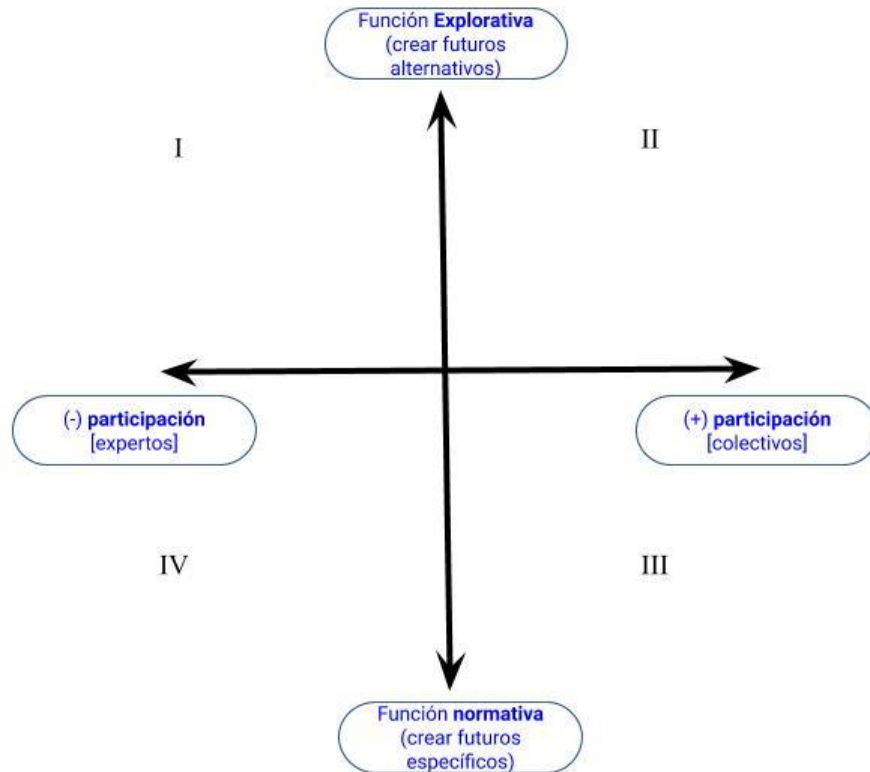 Función Explorativa
(crear futuros
alternativos)
I
II
(-) participación
[expertos]
(+) participación
[colectivos]
IV
III
Función normativa
(crear futuros
específicos)